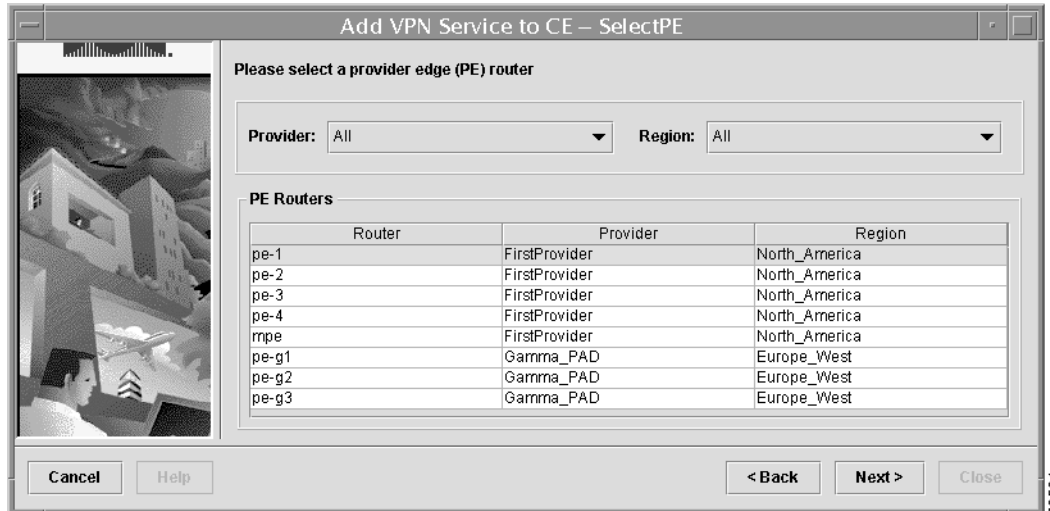 Add VPN Service to CE – SelectPE
Please select a provider edge (PE) router
Provider: All Region: All
PE Routers
Router Provider Region
pe-1 FirstProvider North_America
pe-2 FirstProvider North_America
pe-3 FirstProvider North_America
pe-4 FirstProvider North_America
mpe FirstProvider North_America
pe-g1 Gamma_PAD Europe_West
pe-g2 Gamma_PAD Europe_West
pe-g3 Gamma_PAD Europe_West
Cancel Help < Back Next > Close